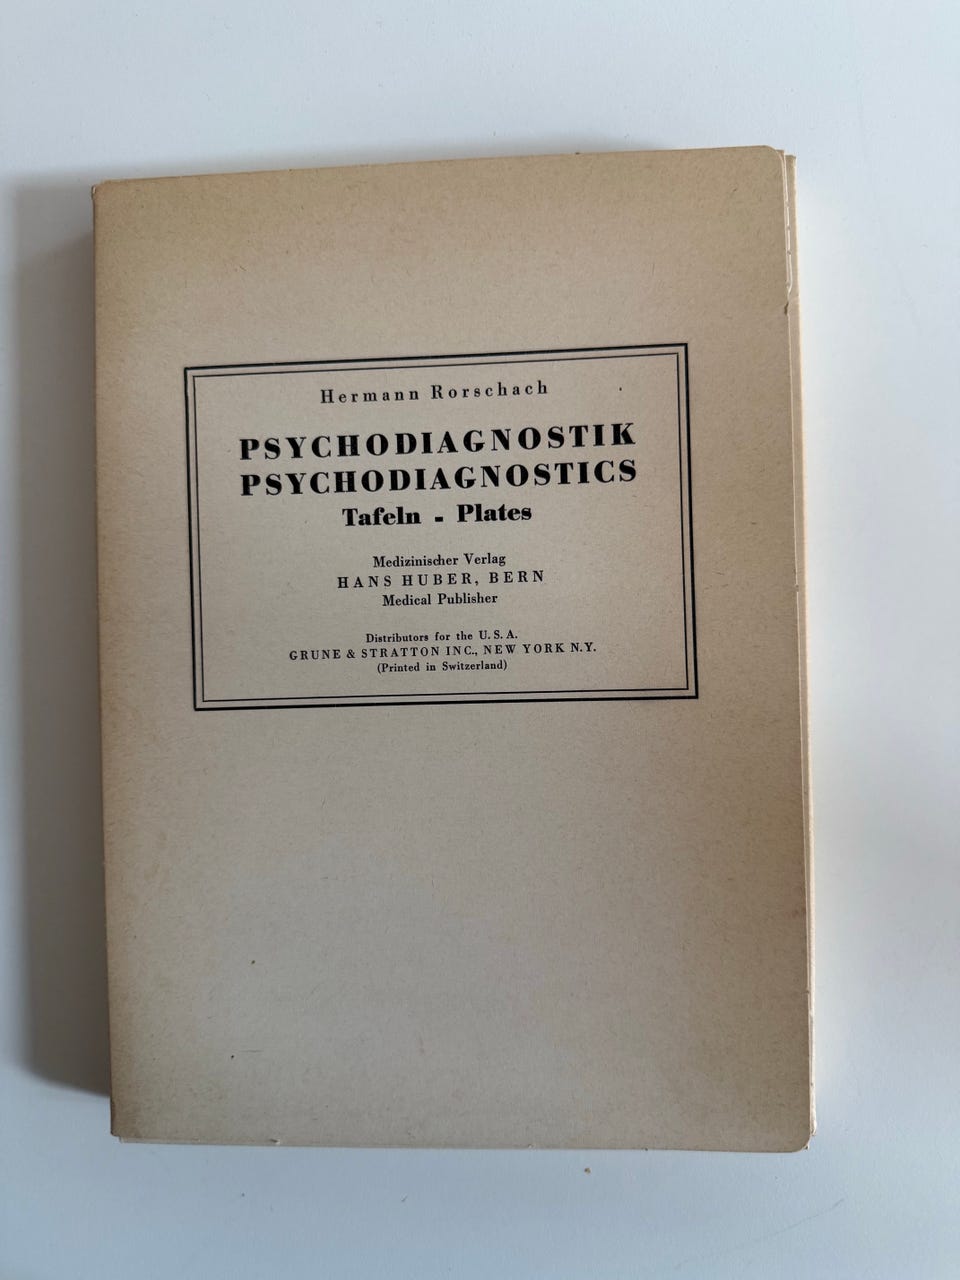 Hermann Rorschach
PSYCHODIAGNOSTIK
PSYCHODIAGNOSTICS
Tafeln - Plates
Medizinischer Verlag
HANS HUBER, BERN
Medical Publisher
Distributors for the U. S. A.
GRUNE & STRATTON INC., NEW YORK N.Y.
(Printed in Switzerland)